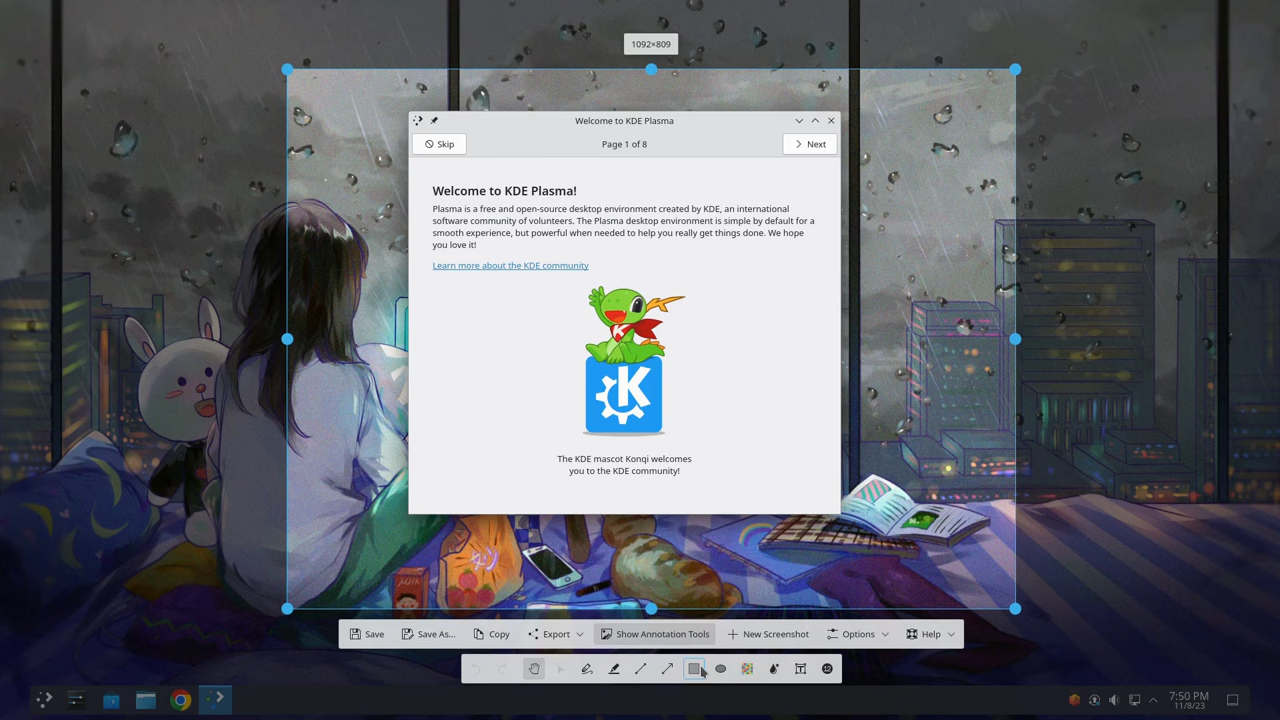 1092×809
Welcome to KDE Plasma
Skip
Page 1 of 8
Next
Welcome to KDE Plasma!
Plasma is a free and open-source desktop environment created by KDE, an international
software community of volunteers. The Plasma desktop environment is simple by default for a
smooth experience, but powerful when needed to help you really get things done. We hope
you love it!
Learn more about the KDE community
K
K
The KDE mascot Konqi welcomes
you to the KDE community!
Save
Save As...
Copy
Export
Show Annotation Tools
New Screenshot
Options
Help
T
12
7:50 PM
11/8/23